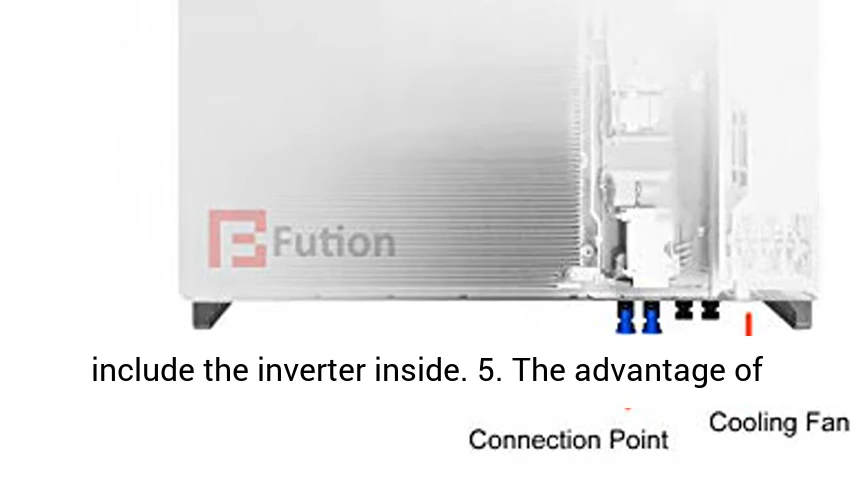 Fution
include the inverter inside. 5. The advantage of
Cooling Fan
Connection Point